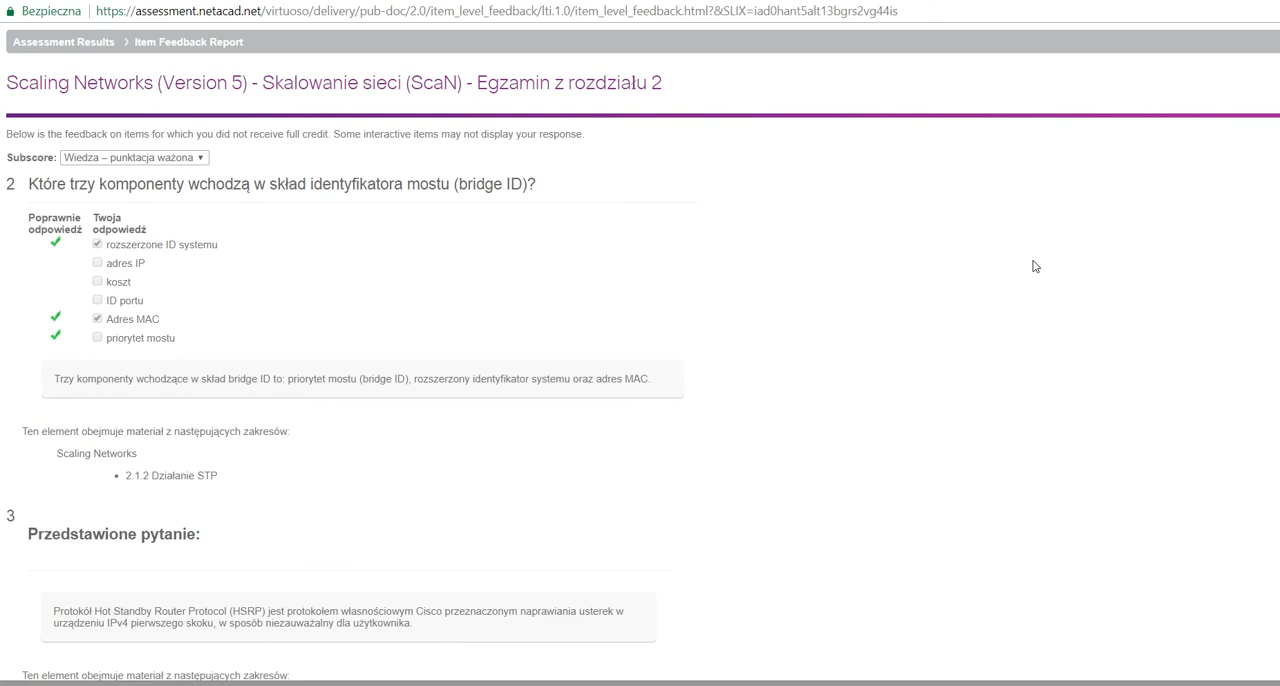 Bezpieczna https://assessment.netacad.net/virtuoso/delivery/pub-doc/2.0/item_level_feedback/lti.1.0/item_level_feedback.html?&SLIX=iad0hant5alt13bgrs2vg44is
Assessment Results Item Feedback Report
Scaling Networks (Version 5) - Skalowanie sieci (ScaN) - Egzamin z rozdziału 2
Below is the feedback on items for which you did not receive full credit. Some interactive items may not display your response.
Subscore: Wiedza – punktacja ważona
2 Które trzy komponenty wchodzą w skład identyfikatora mostu (bridge ID)?
Poprawnie Twoja
odpowiedź odpowiedź
rozszerzone ID systemu
adres IP
koszt
ID portu
Adres MAC
priorytet mostu
Trzy komponenty wchodzące w skład bridge ID to: priorytet mostu (bridge ID), rozszerzony identyfikator systemu oraz adres MAC.
Ten element obejmuje materiał z następujących zakresów:
Scaling Networks
• 2.1.2 Działanie STP
3
Przedstawione pytanie:
Protokół Hot Standby Router Protocol (HSRP) jest protokołem własnościowym Cisco przeznaczonym naprawiania usterek w
urządzeniu IPv4 pierwszego skoku, w sposób niezauważalny dla użytkownika.
Ten element obejmuje materiał z następujących zakresów: